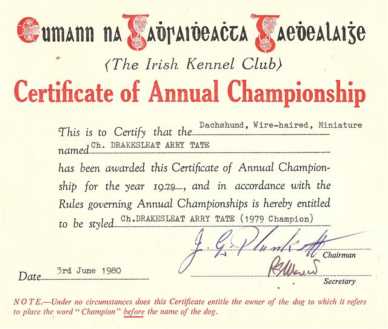 Cumann na Gaḋraiḋeaċta Gaeḋealaiġe
(The Irish Kennel Club)
Certificate of Annual Championship
This is to Certify that the Dachshund, Wire-haired, Miniature
named Ch. DRAKESLEAT ARRY TATE
has been awarded this Certificate of Annual Champion-
ship for the year 1979, and in accordance with the
Rules governing Annual Championships is hereby entitled
to be styled Ch.DRAKESLEAT ARRY TATE (1979 Champion)
J. G. Plunkett
Chairman
Date 3rd June 1980
Secretary
NOTE.—Under no circumstances does this Certificate entitle the owner of the dog to which it refers
to place the word "Champion" before the name of the dog.